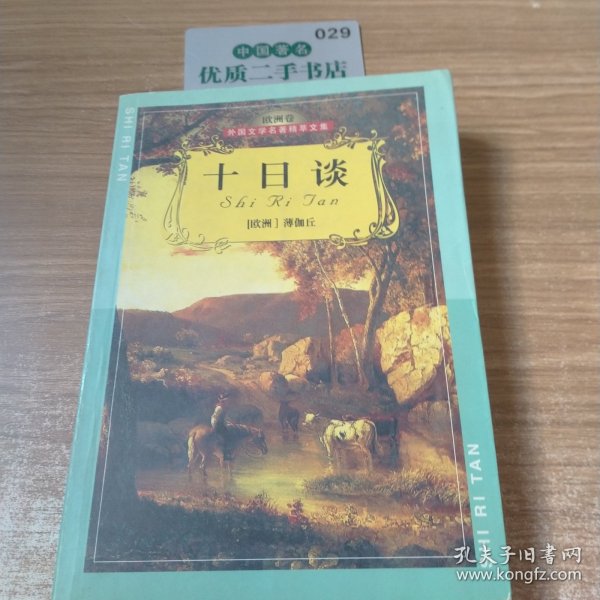 029
中国著名
优质二手书店
SHI RI TAN
欧洲卷
外国文学名著精萃文集
十日谈
Shi Ri Tan
[欧洲] 薄伽丘
SHI RI TAN
孔夫子旧书网
www.kongfz.com